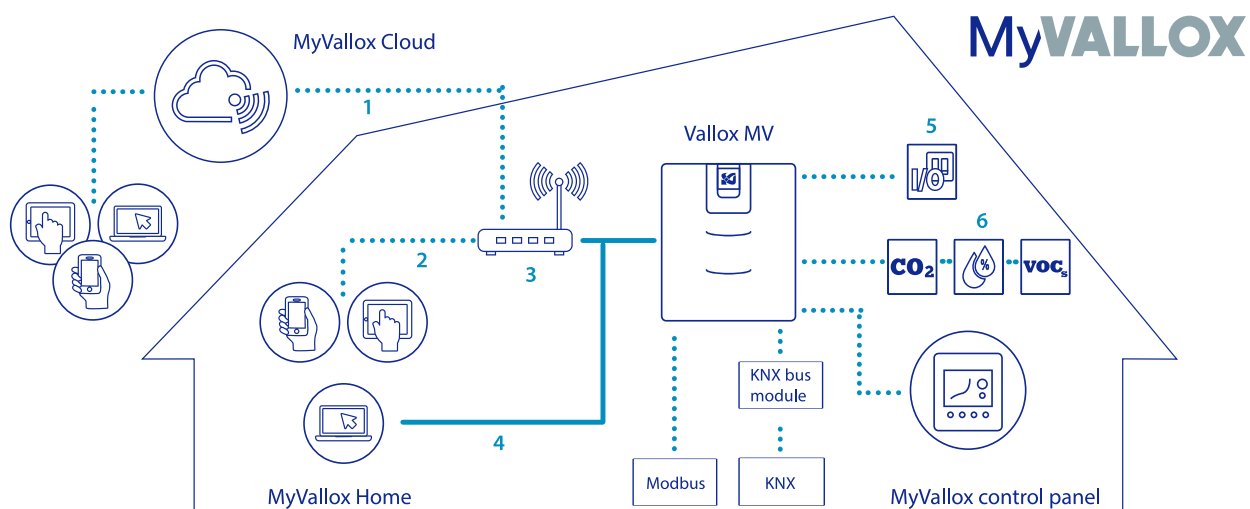 MyVALLOX
MyVallox Cloud
1
Vallox MV
5
I/O
6
CO₂
%
VOCs
2
3
KNX bus
module
4
Modbus
KNX
MyVallox Home
MyVallox control panel